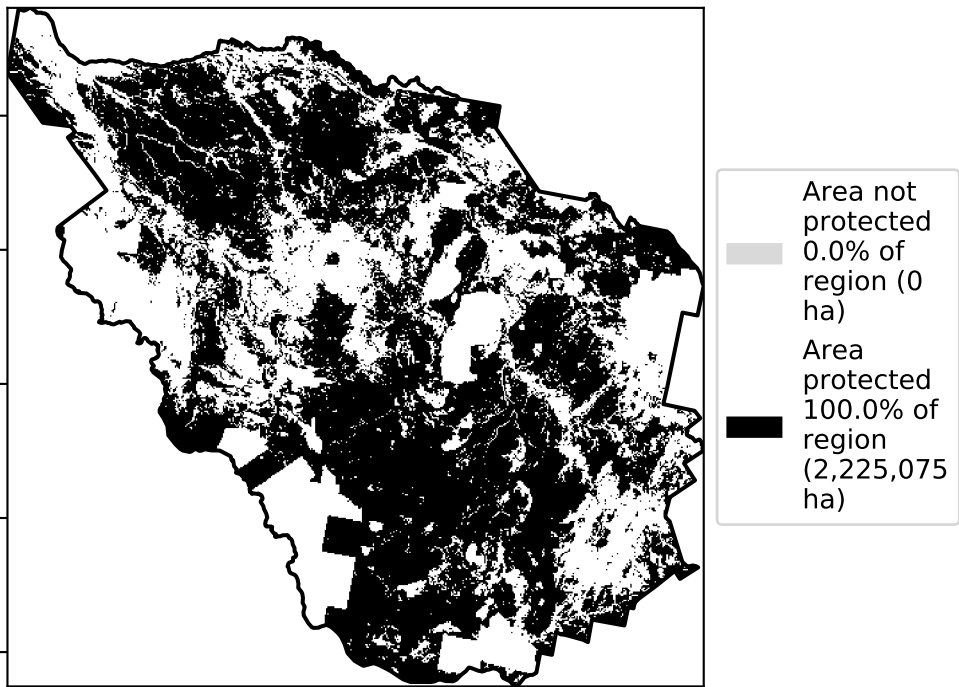 Area not
protected
0.0% of
region (0
ha)
Area
protected
100.0% of
region
(2,225,075
ha)